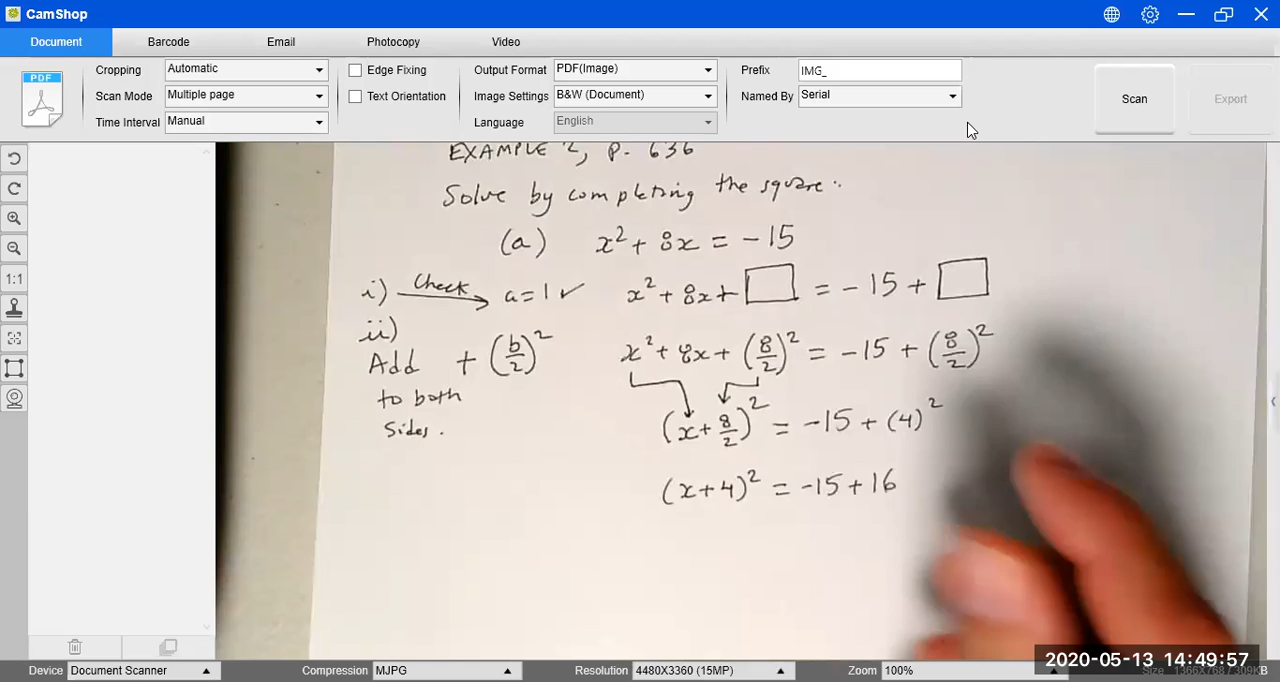 CamShop
Document Barcode Email Photocopy Video
Cropping Automatic Edge Fixing Output Format PDF(Image) Prefix IMG_
PDF Scan Mode Multiple page Text Orientation Image Settings B&W (Document) Named By Serial Scan Export
Time Interval Manual Language English
EXAMPLE 2, p. 636
Solve by completing the square:
(a) x² + 8x = -15
i) Check a = 1 ✓ x² + 8x + □ = -15 + □
ii)
Add + (b/2)² x² + 8x + (8/2)² = -15 + (8/2)²
to both
sides. (x + 8/2)² = -15 + (4)²
(x+4)² = -15 + 16
1:1
2020-05-13 14:49:57
Device Document Scanner Compression MJPG Resolution 4480X3360 (15MP) Zoom 100%